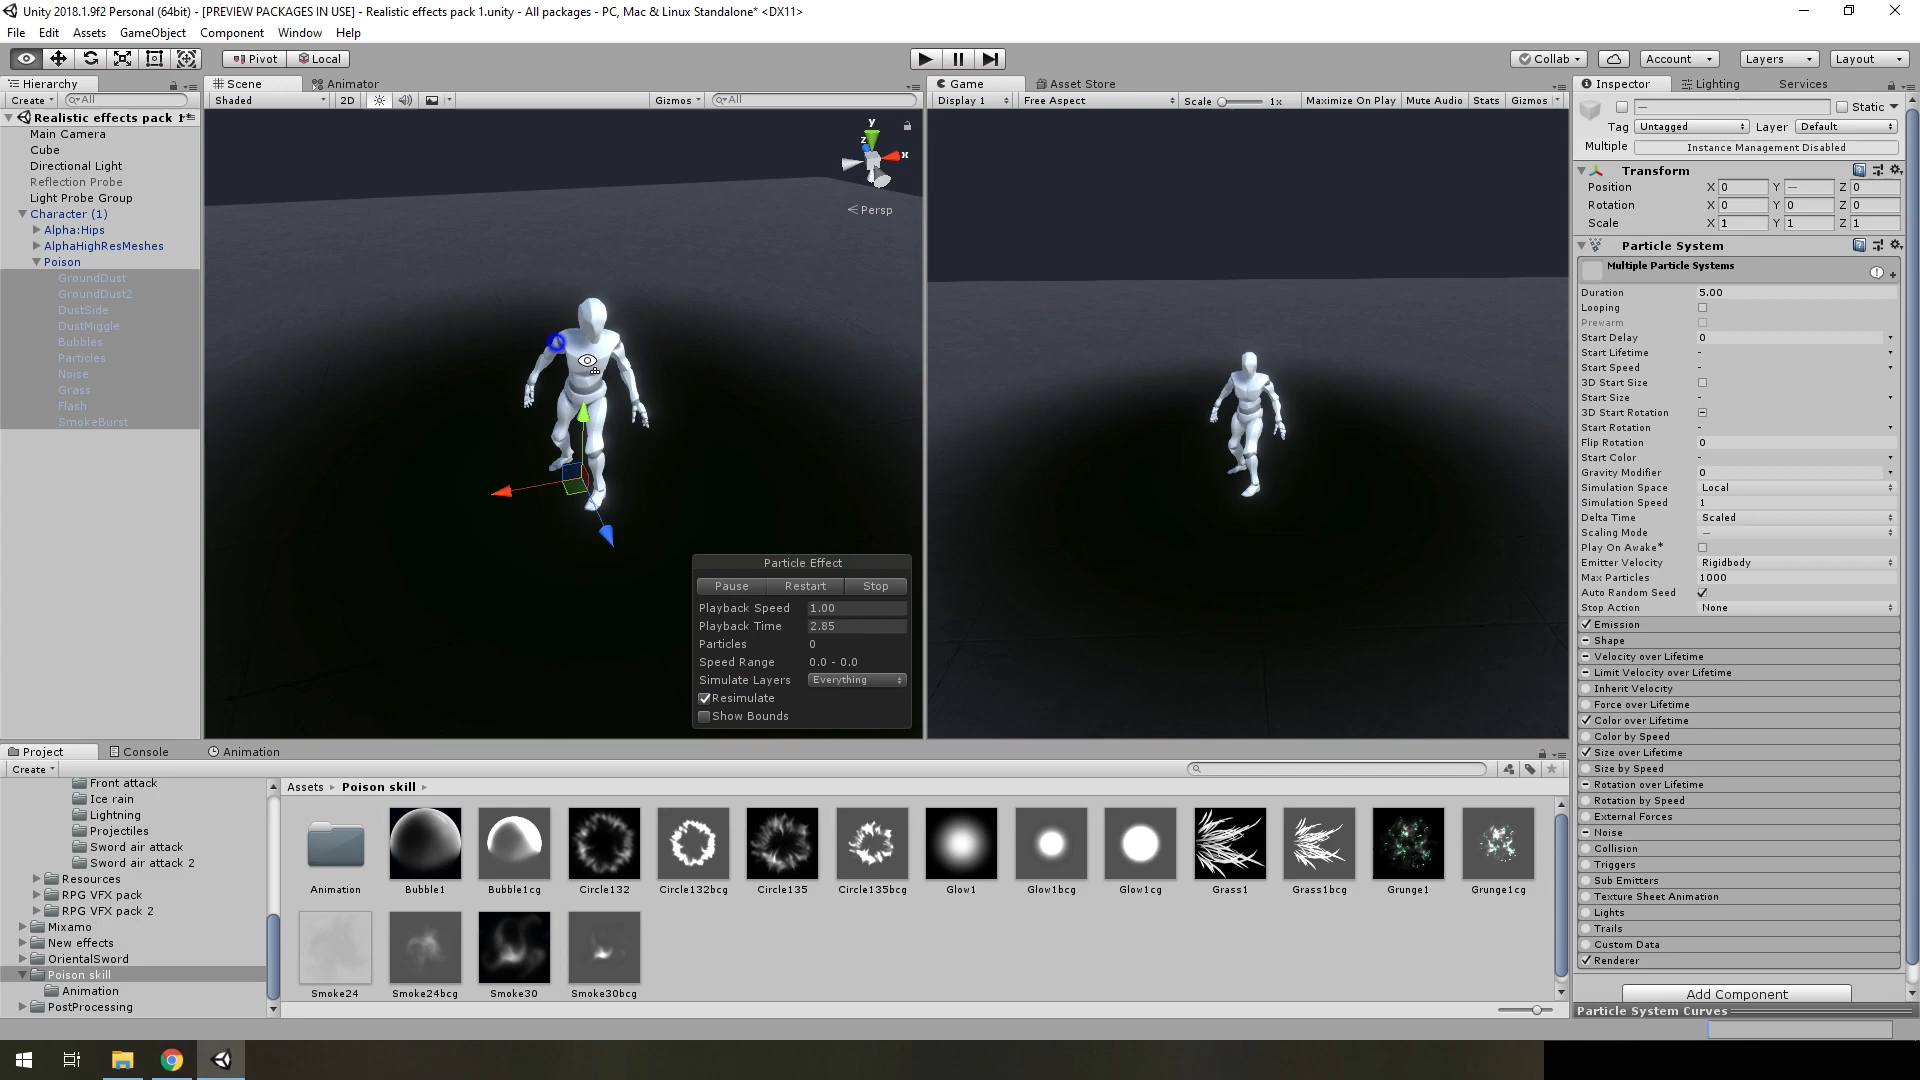 Unity 2018.1.9f2 Personal (64bit) - [PREVIEW PACKAGES IN USE] - Realistic effects pack 1.unity - All packages - PC, Mac & Linux Standalone* <DX11>
File Edit Assets GameObject Component Window Help
Pivot Local Collab Account Layers Layout
Hierarchy
Create All
Realistic effects pack 1*
Main Camera
Cube
Directional Light
Reflection Probe
Light Probe Group
Character (1)
Alpha:Hips
AlphaHighResMeshes
Poison
GroundDust
GroundDust2
DustSide
DustMiggle
Bubbles
Particles
Noise
Grass
Flash
SmokeBurst
Scene Animator
Shaded 2D Gizmos All
y
z
x
Persp
Particle Effect
Pause Restart Stop
Playback Speed 1.00
Playback Time 2.85
Particles 0
Speed Range 0.0 - 0.0
Simulate Layers Everything
Resimulate
Show Bounds
Game Asset Store
Display 1 Free Aspect Scale 1x Maximize On Play Mute Audio Stats Gizmos
Inspector Lighting Services
— Static
Tag Untagged Layer Default
Multiple Instance Management Disabled
Transform
Position X 0 Y — Z 0
Rotation X 0 Y 0 Z 0
Scale X 1 Y 1 Z 1
Particle System
Multiple Particle Systems
Duration 5.00
Looping
Prewarm
Start Delay 0
Start Lifetime -
Start Speed -
3D Start Size
Start Size -
3D Start Rotation
Start Rotation -
Flip Rotation 0
Start Color -
Gravity Modifier 0
Simulation Space Local
Simulation Speed 1
Delta Time Scaled
Scaling Mode —
Play On Awake*
Emitter Velocity Rigidbody
Max Particles 1000
Auto Random Seed
Stop Action None
Emission
Shape
Velocity over Lifetime
Limit Velocity over Lifetime
Inherit Velocity
Force over Lifetime
Color over Lifetime
Color by Speed
Size over Lifetime
Size by Speed
Rotation over Lifetime
Rotation by Speed
External Forces
Noise
Collision
Triggers
Sub Emitters
Texture Sheet Animation
Lights
Trails
Custom Data
Renderer
Add Component
Particle System Curves
Project Console Animation
Create
Front attack
Ice rain
Lightning
Projectiles
Sword air attack
Sword air attack 2
Resources
RPG VFX pack
RPG VFX pack 2
Mixamo
New effects
OrientalSword
Poison skill
Animation
PostProcessing
Assets Poison skill
Animation Bubble1 Bubble1cg Circle132 Circle132bcg Circle135 Circle135bcg Glow1 Glow1bcg Glow1cg Grass1 Grass1bcg Grunge1 Grunge1cg
Smoke24 Smoke24bcg Smoke30 Smoke30bcg